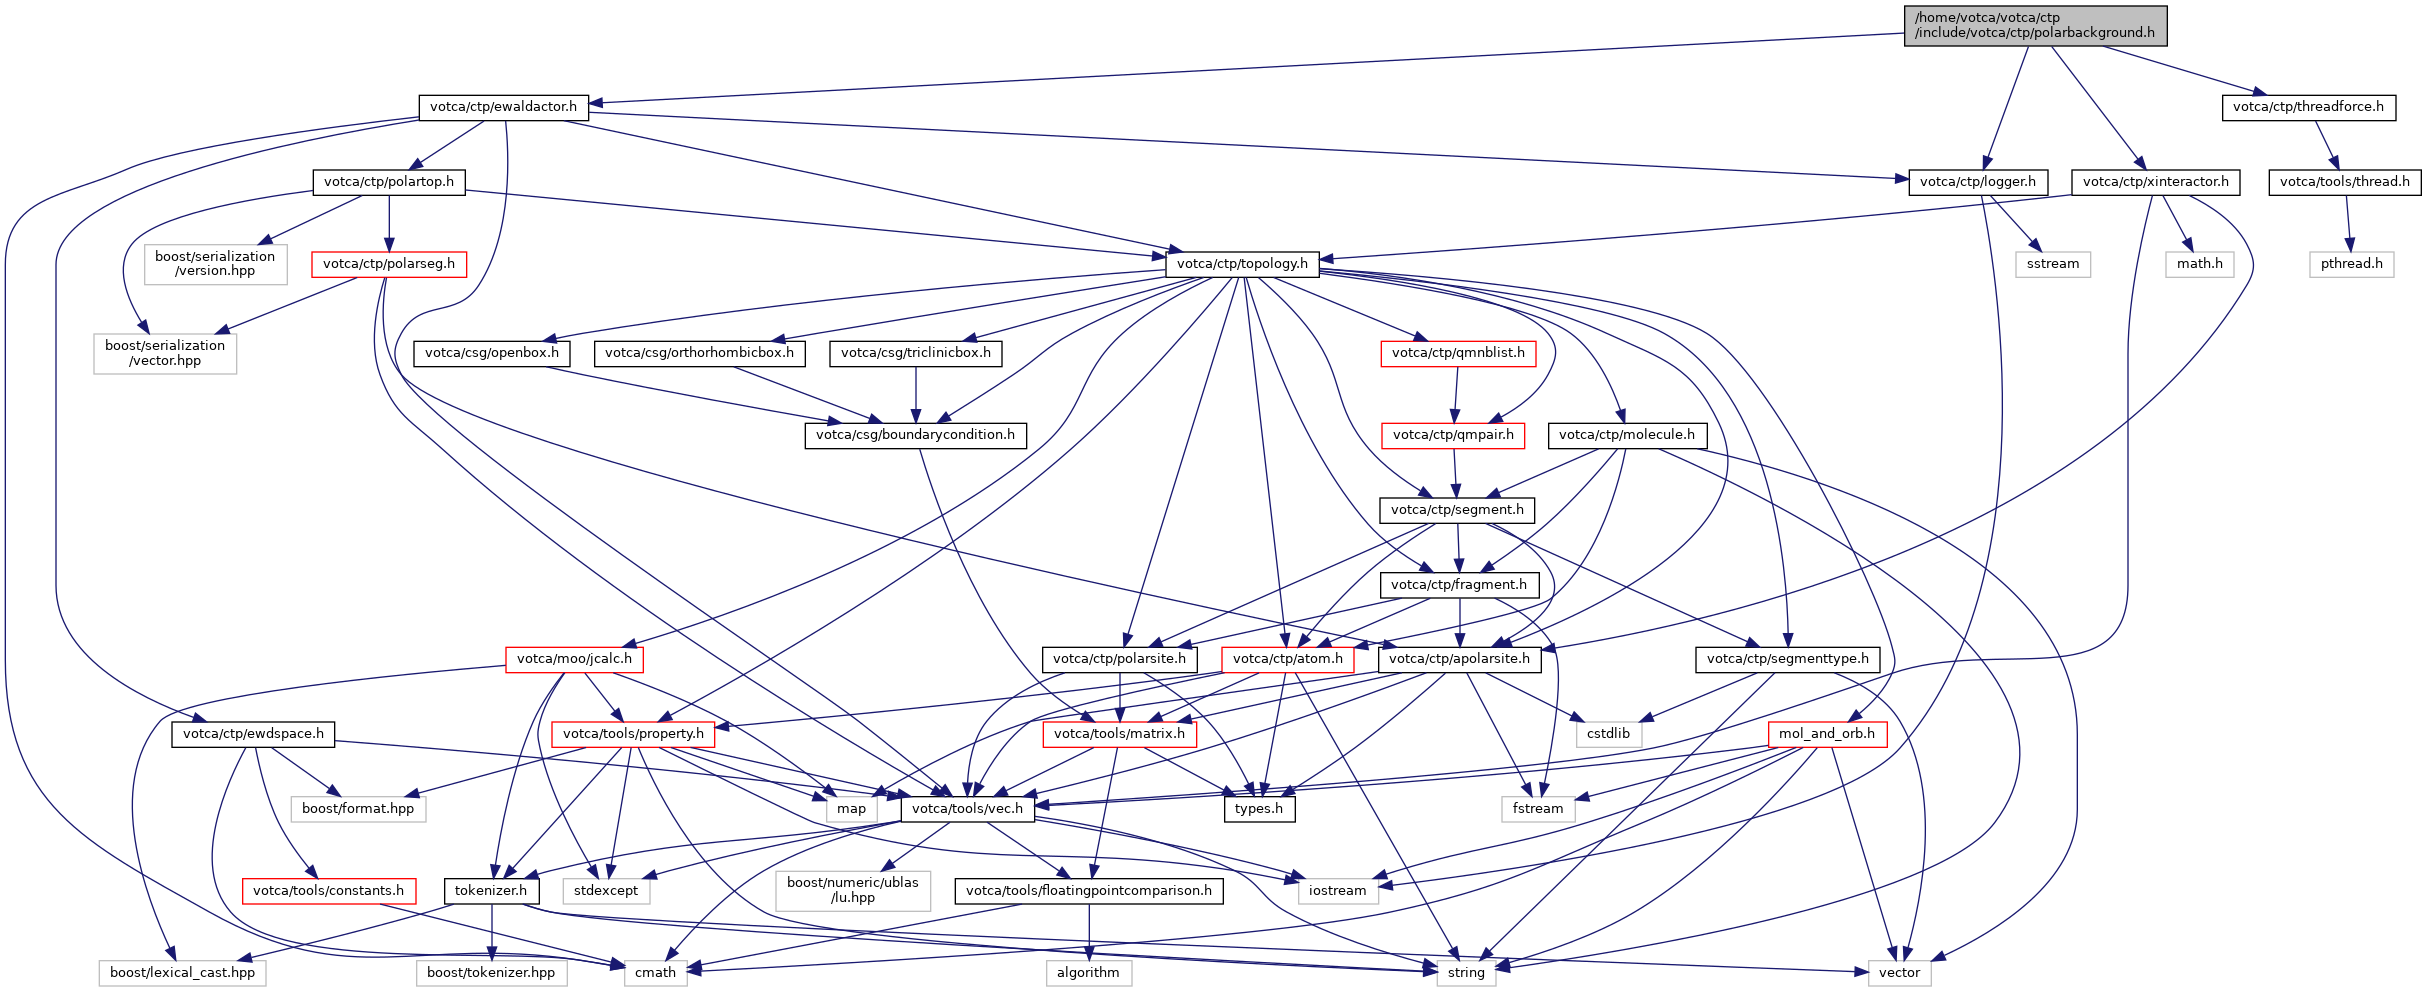 /home/votca/votca/ctp
/include/votca/ctp/polarbackground.h
votca/ctp/ewaldactor.h
votca/ctp/threadforce.h
votca/ctp/polartop.h
votca/ctp/logger.h
votca/ctp/xinteractor.h
votca/tools/thread.h
boost/serialization
/version.hpp
votca/ctp/polarseg.h
votca/ctp/topology.h
sstream
math.h
pthread.h
boost/serialization
/vector.hpp
votca/csg/openbox.h
votca/csg/orthorhombicbox.h
votca/csg/triclinicbox.h
votca/ctp/qmnblist.h
votca/csg/boundarycondition.h
votca/ctp/qmpair.h
votca/ctp/molecule.h
votca/ctp/segment.h
votca/ctp/fragment.h
votca/moo/jcalc.h
votca/ctp/polarsite.h
votca/ctp/atom.h
votca/ctp/apolarsite.h
votca/ctp/segmenttype.h
votca/ctp/ewdspace.h
votca/tools/property.h
votca/tools/matrix.h
cstdlib
mol_and_orb.h
boost/format.hpp
map
votca/tools/vec.h
types.h
fstream
votca/tools/constants.h
tokenizer.h
stdexcept
boost/numeric/ublas
/lu.hpp
votca/tools/floatingpointcomparison.h
iostream
boost/lexical_cast.hpp
boost/tokenizer.hpp
cmath
algorithm
string
vector